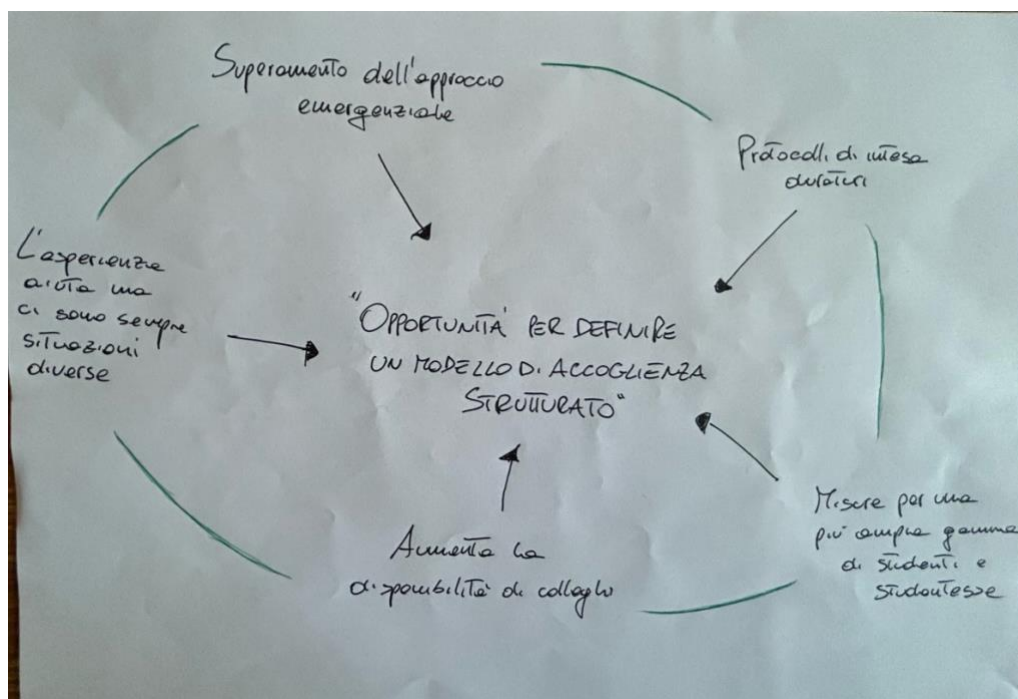 Superamento dell'approccio
emergenziale
Protocolli di intesa
duraturi
L'esperienza
aiuta ma
ci sono sempre
situazioni
diverse
"OPPORTUNITÀ PER DEFINIRE
UN MODELLO DI ACCOGLIENZA
STRUTTURATO"
Misure per una
più ampia gamma
di studenti e
studentesse
Aumenta la
disponibilità di colleghi